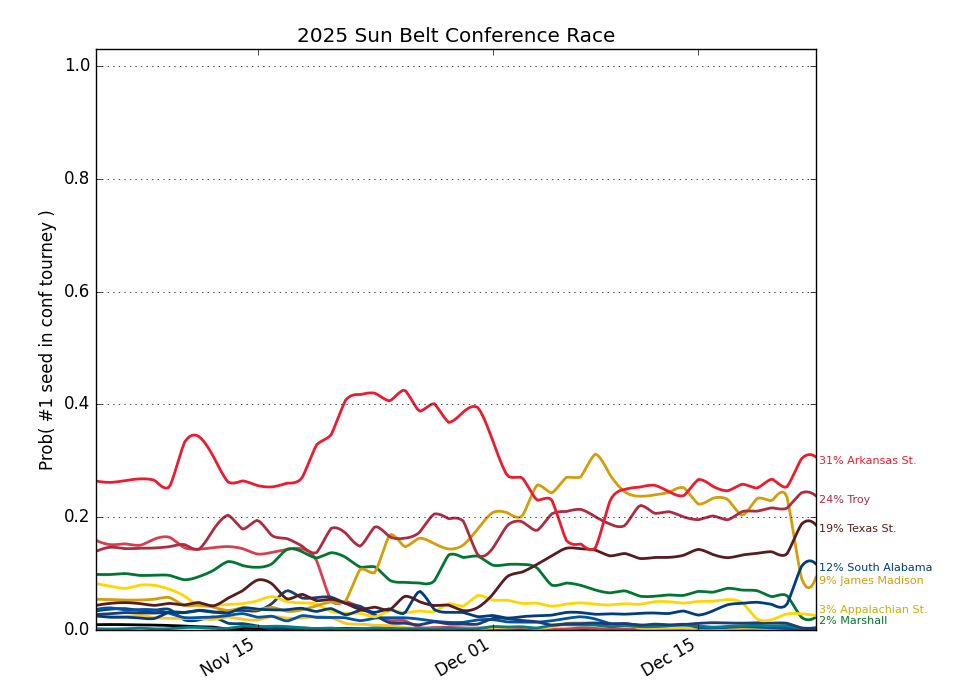 2025 Sun Belt Conference Race
Prob( #1 seed in conf tourney )
1.0
0.8
0.6
0.4
0.2
0.0
Nov 15
Dec 01
Dec 15
31% Arkansas St.
24% Troy
19% Texas St.
12% South Alabama
9% James Madison
3% Appalachian St.
2% Marshall